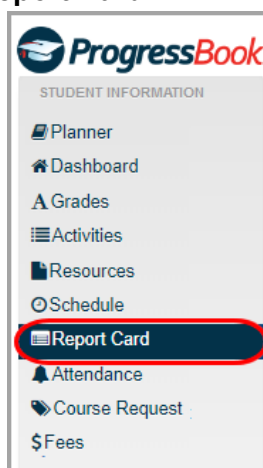 ProgressBook
STUDENT INFORMATION
Planner
Dashboard
Grades
Activities
Resources
Schedule
Report Card
Attendance
Course Request
Fees